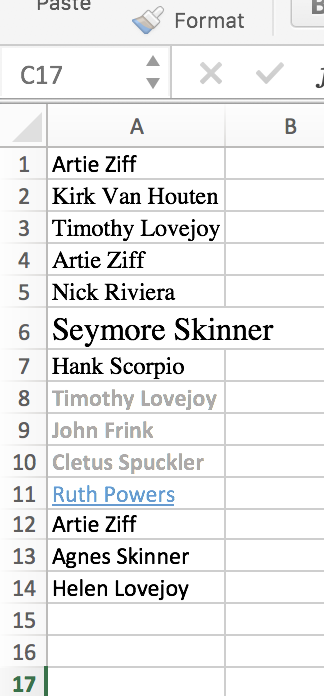 Paste
Format
C17
A B
1 Artie Ziff
2 Kirk Van Houten
3 Timothy Lovejoy
4 Artie Ziff
5 Nick Riviera
6 Seymore Skinner
7 Hank Scorpio
8 Timothy Lovejoy
9 John Frink
10 Cletus Spuckler
11 Ruth Powers
12 Artie Ziff
13 Agnes Skinner
14 Helen Lovejoy
15
16
17